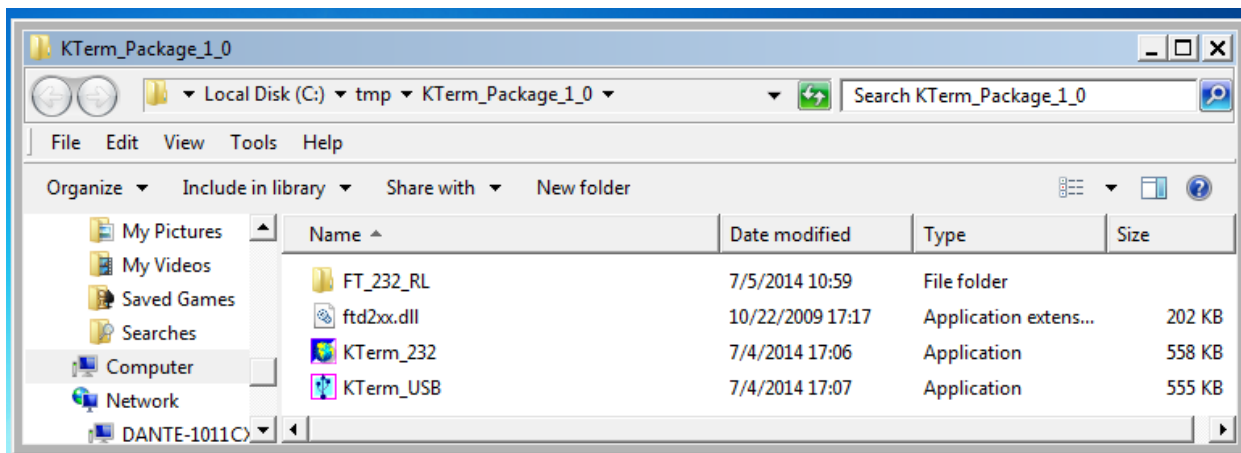 KTerm_Package_1_0
Local Disk (C:) tmp KTerm_Package_1_0 Search KTerm_Package_1_0
File Edit View Tools Help
Organize Include in library Share with New folder
My Pictures Name Date modified Type Size
My Videos
FT_232_RL 7/5/2014 10:59 File folder
Saved Games
ftd2xx.dll 10/22/2009 17:17 Application extens... 202 KB
Searches
KTerm_232 7/4/2014 17:06 Application 558 KB
Computer
KTerm_USB 7/4/2014 17:07 Application 555 KB
Network
DANTE-1011C